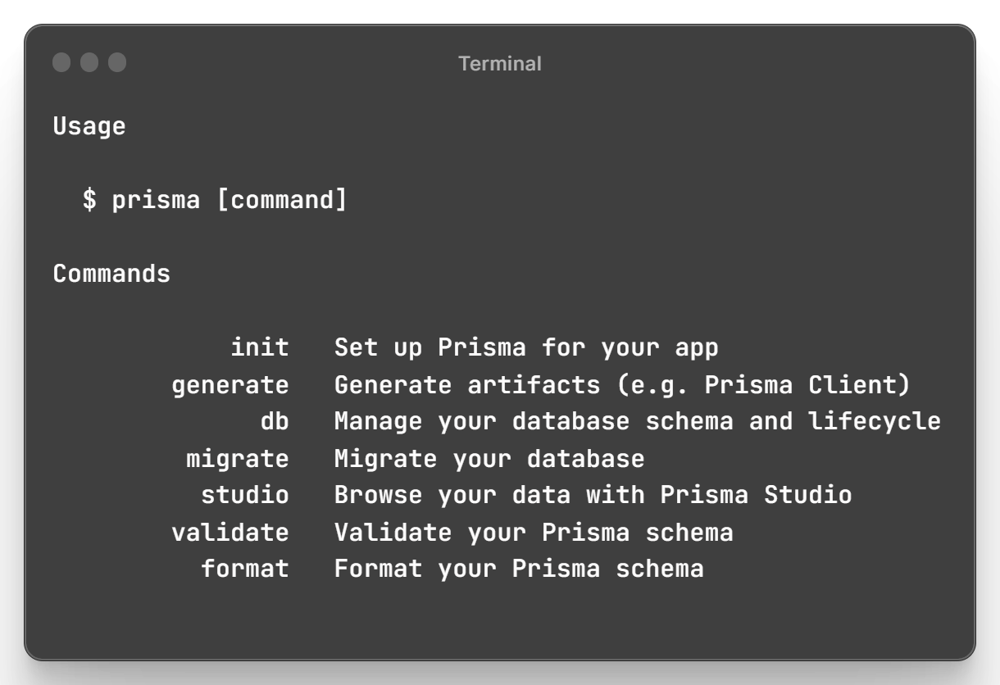 Terminal
Usage
$ prisma [command]
Commands
init   Set up Prisma for your app
generate   Generate artifacts (e.g. Prisma Client)
db   Manage your database schema and lifecycle
migrate   Migrate your database
studio   Browse your data with Prisma Studio
validate   Validate your Prisma schema
format   Format your Prisma schema